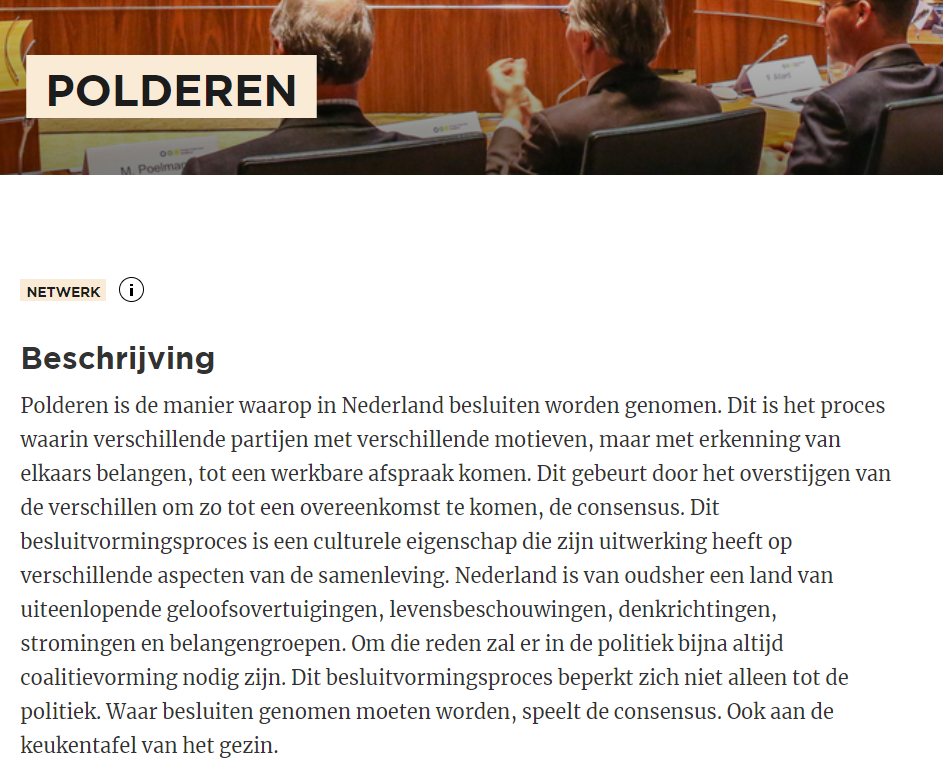 POLDEREN
M. Poelman
NETWERK
Beschrijving
Polderen is de manier waarop in Nederland besluiten worden genomen. Dit is het proces
waarin verschillende partijen met verschillende motieven, maar met erkenning van
elkaars belangen, tot een werkbare afspraak komen. Dit gebeurt door het overstijgen van
de verschillen om zo tot een overeenkomst te komen, de consensus. Dit
besluitvormingsproces is een culturele eigenschap die zijn uitwerking heeft op
verschillende aspecten van de samenleving. Nederland is van oudsher een land van
uiteenlopende geloofsovertuigingen, levensbeschouwingen, denkrichtingen,
stromingen en belangengroepen. Om die reden zal er in de politiek bijna altijd
coalitievorming nodig zijn. Dit besluitvormingsproces beperkt zich niet alleen tot de
politiek. Waar besluiten genomen moeten worden, speelt de consensus. Ook aan de
keukentafel van het gezin.